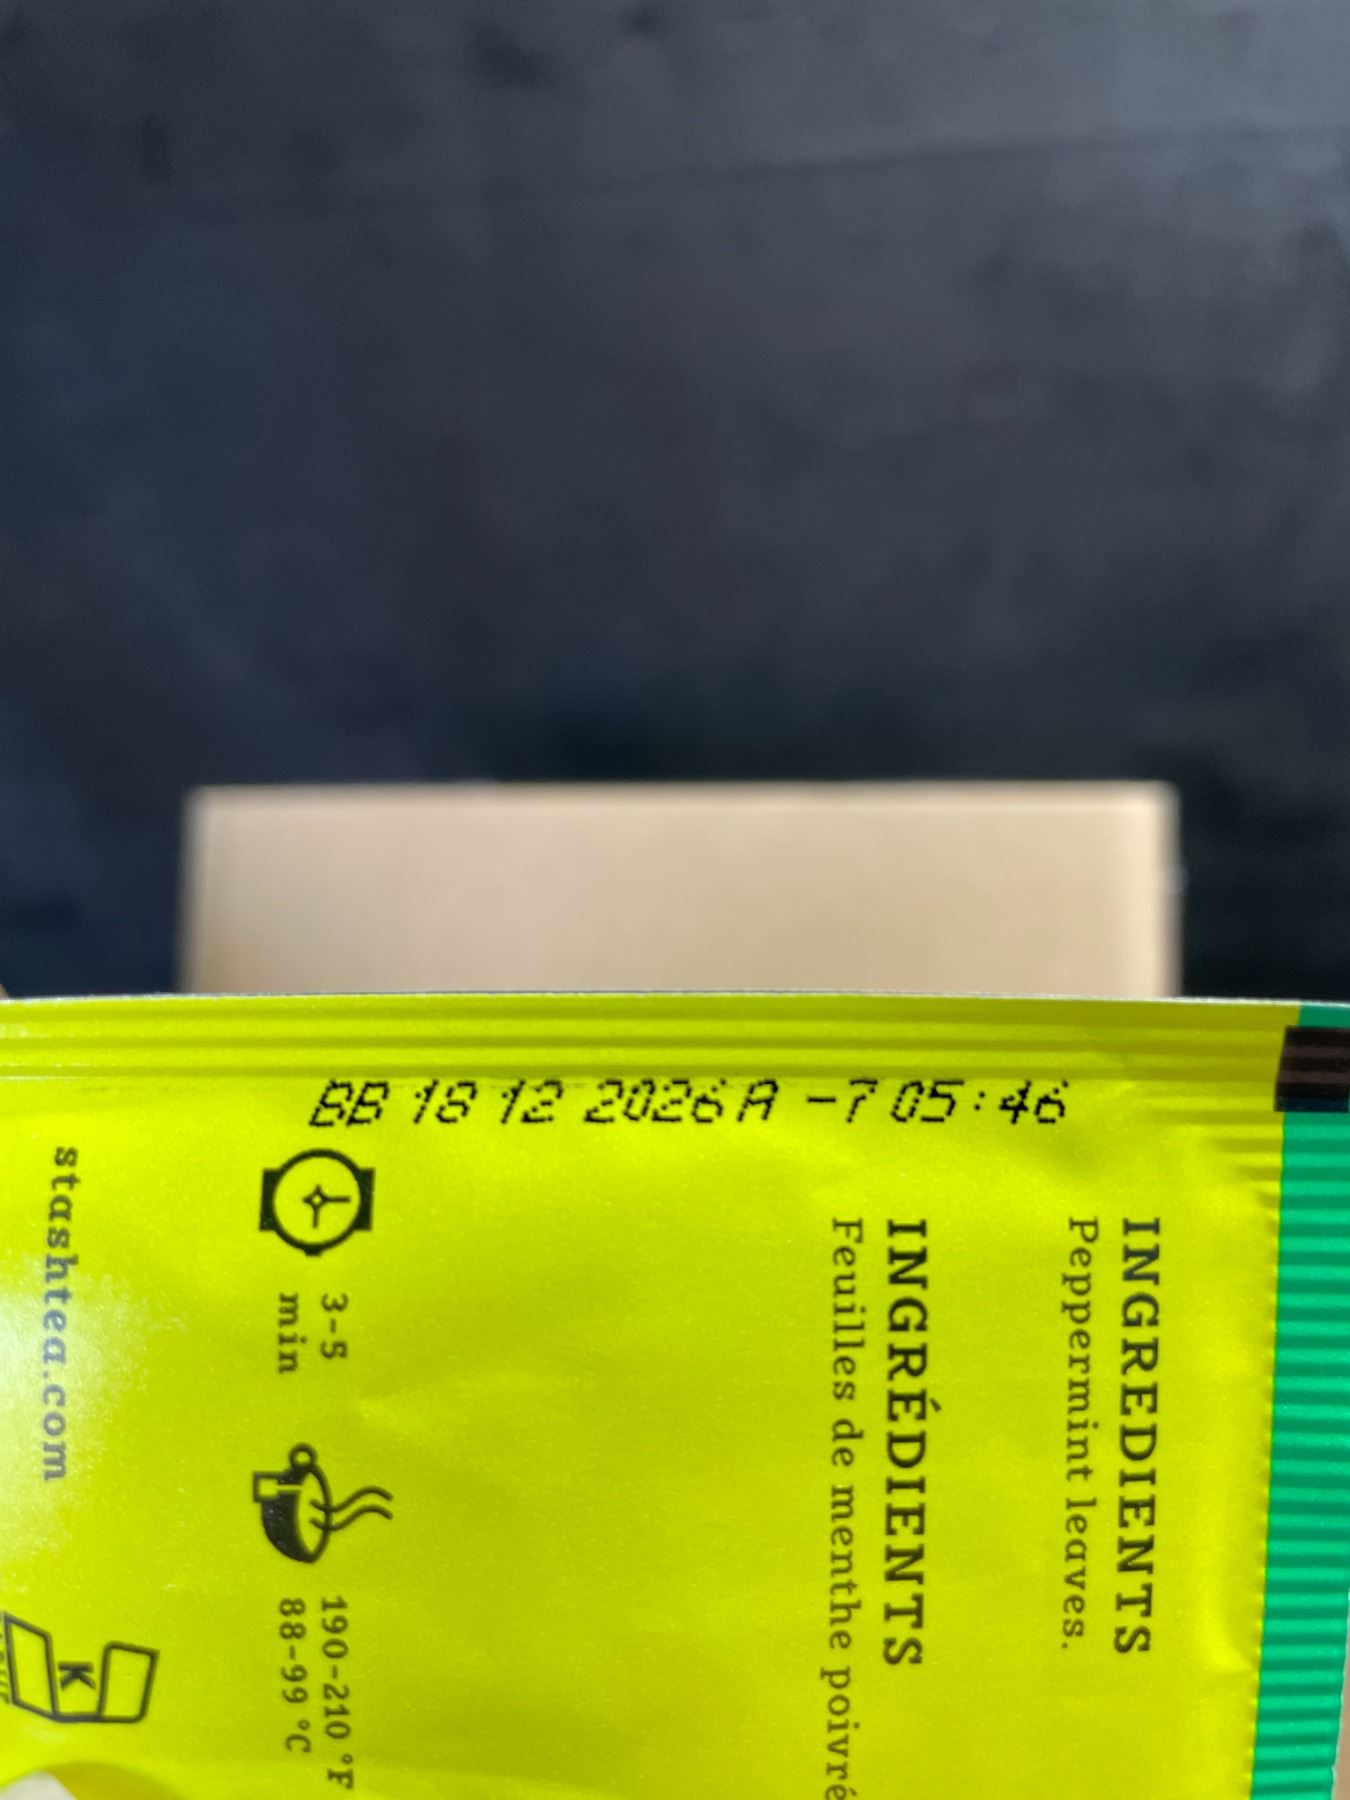 BB 18 12 2026 A -7 05:46
INGREDIENTS
Peppermint leaves.
INGRÉDIENTS
Feuilles de menthe poivré
3-5
min
190-210 °F
88-99 °C
stashtea.com
K